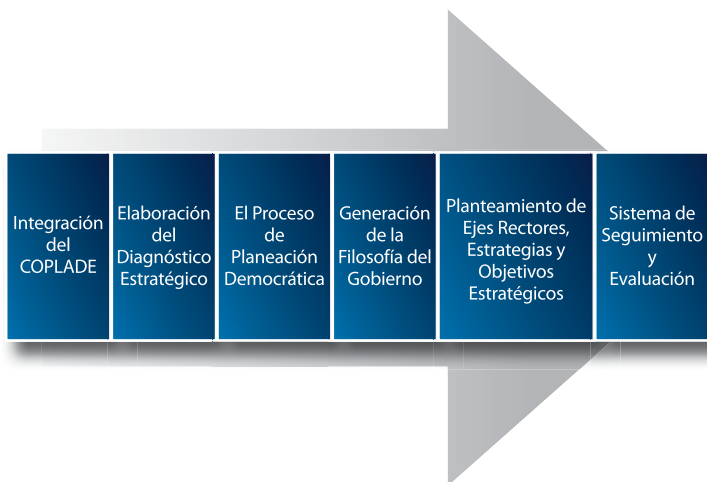 Integración
del
COPLADE
Elaboración
del
Diagnóstico
Estratégico
El Proceso
de
Planeación
Democrática
Generación
de la
Filosofía del
Gobierno
Planteamiento de
Ejes Rectores,
Estrategias y
Objetivos
Estratégicos
Sistema de
Seguimiento
y
Evaluación